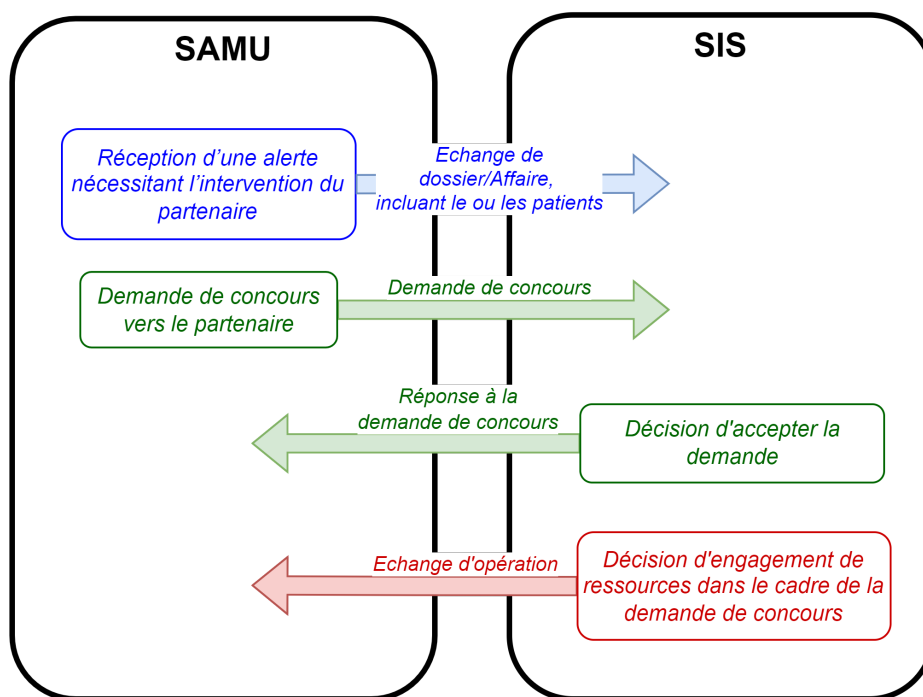 SAMU
SIS
Réception d’une alerte
nécessitant l’intervention du
partenaire
Echange de
dossier/Affaire,
incluant le ou les patients
Demande de concours
vers le partenaire
Demande de concours
Réponse à la
demande de concours
Décision d'accepter la
demande
Echange d'opération
Décision d'engagement de
ressources dans le cadre de la
demande de concours